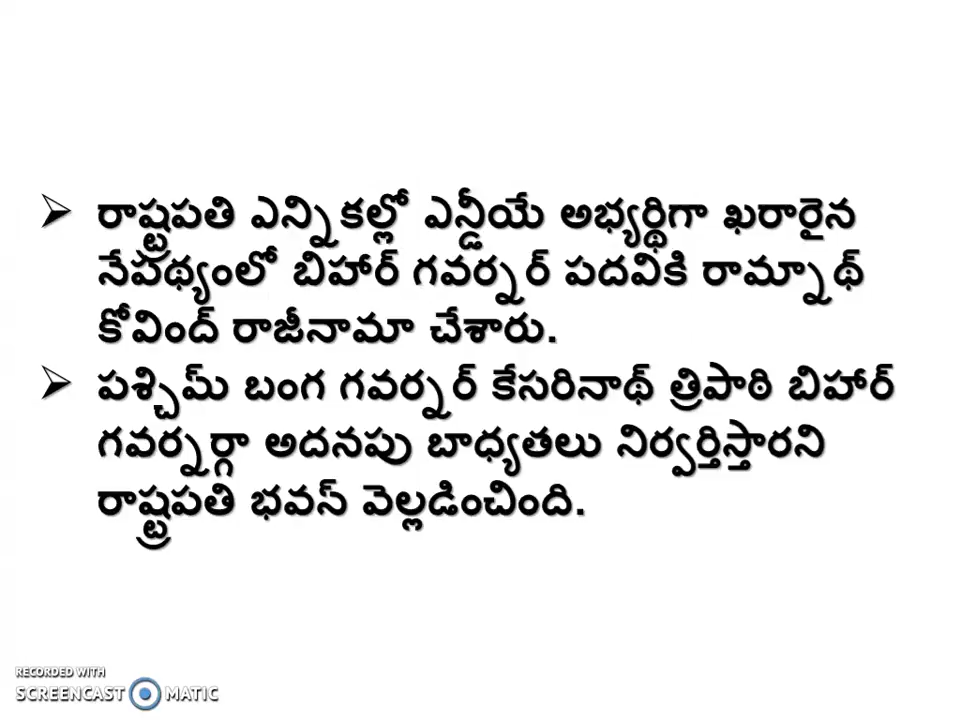 ➢ రాష్ట్రపతి ఎన్నికల్లో ఎన్డీయే అభ్యర్థిగా ఖరారైన
నేపథ్యంలో బిహార్ గవర్నర్ పదవికి రామ్నాథ్
కోవింద్ రాజీనామా చేశారు.
➢ పశ్చిమ్ బంగ గవర్నర్ కేసరినాథ్ త్రిపాఠి బిహార్
గవర్నర్గా అదనపు బాధ్యతలు నిర్వర్తిస్తారని
రాష్ట్రపతి భవన్ వెల్లడించింది.
RECORDED WITH
SCREENCAST MATIC